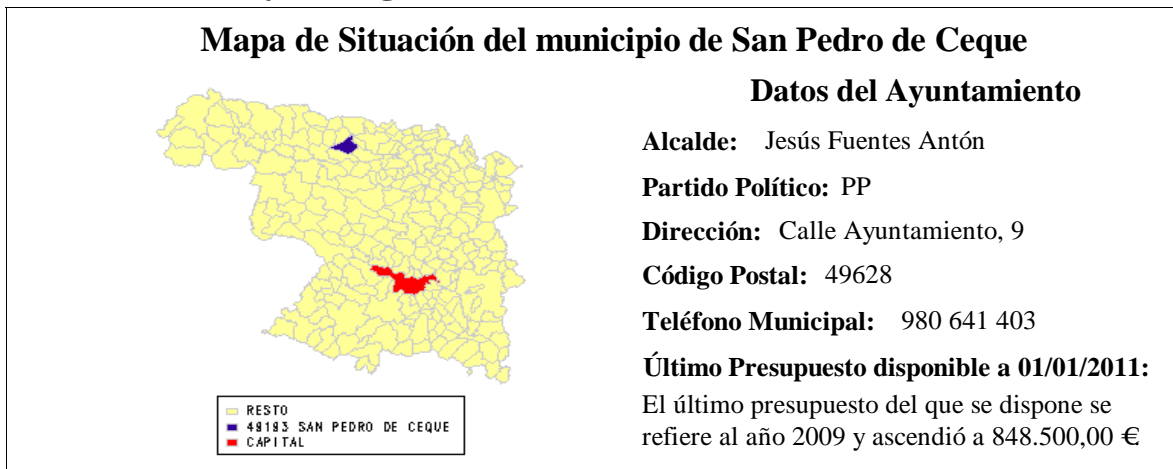 Mapa de Situación del municipio de San Pedro de Ceque
Datos del Ayuntamiento
Alcalde: Jesús Fuentes Antón
Partido Político: PP
Dirección: Calle Ayuntamiento, 9
Código Postal: 49628
Teléfono Municipal: 980 641 403
Último Presupuesto disponible a 01/01/2011:
El último presupuesto del que se dispone se
refiere al año 2009 y ascendió a 848.500,00 €
RESTO
49193 SAN PEDRO DE CEQUE
CAPITAL